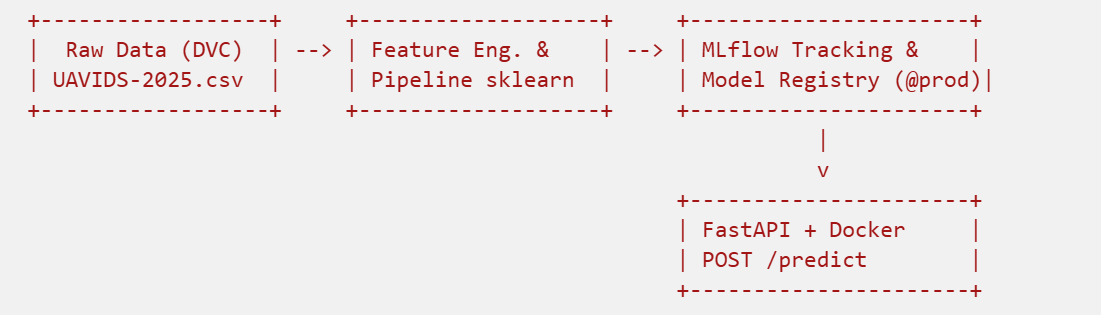 +------------------+     +--------------------+     +----------------------+
|  Raw Data (DVC)  | --> | Feature Eng. &    | --> | MLflow Tracking &    |
| UAVIDS-2025.csv  |     | Pipeline sklearn  |     | Model Registry (@prod)|
+------------------+     +-------------------+     +----------------------+
                                                              |
                                                              v
                                                   +----------------------+
                                                   | FastAPI + Docker     |
                                                   | POST /predict        |
                                                   +----------------------+